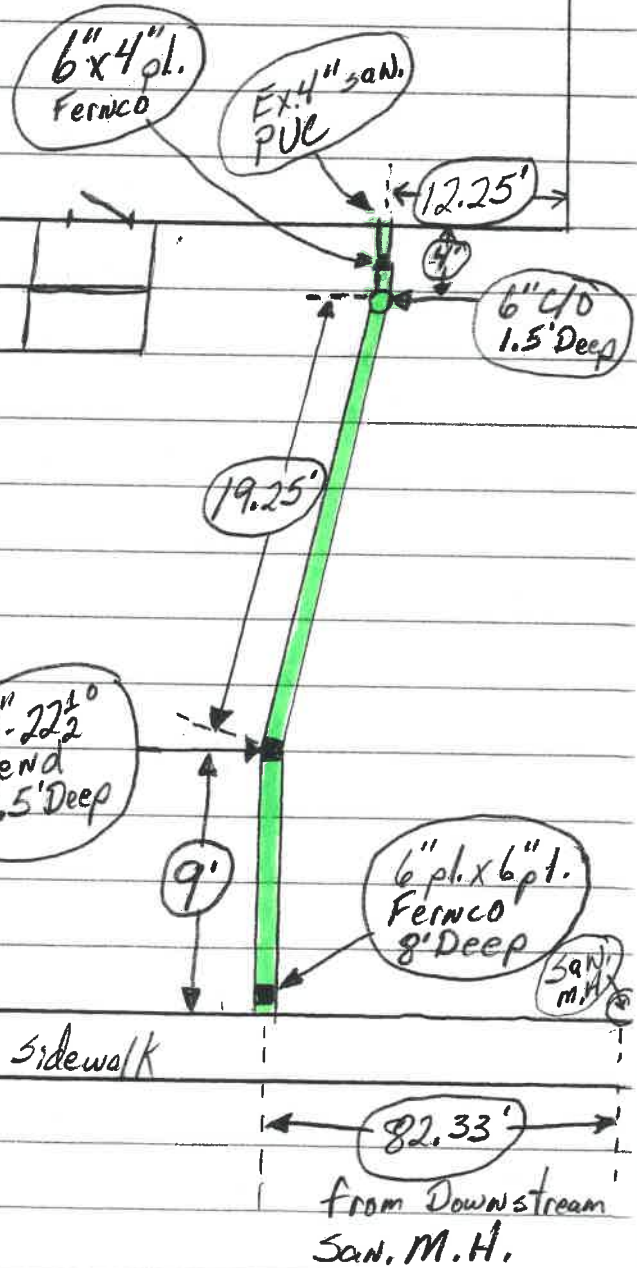 6"x4"pl.
Fernco
Ex.4" san.
PVC
12.25'
6" C/O
1.5' Deep
19.25'
"-22½°
end
.5' Deep
9'
6"pl. x 6"pl.
Fernco
8' Deep
San.
M.H
Sidewalk
82.33'
from Downstream
San. M.H.